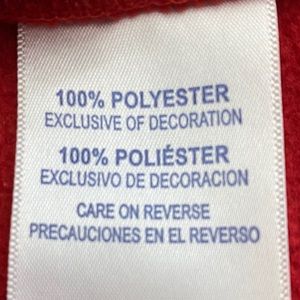 100% POLYESTER
EXCLUSIVE OF DECORATION
100% POLIÉSTER
EXCLUSIVO DE DECORACION
CARE ON REVERSE
PRECAUCIONES EN EL REVERSO